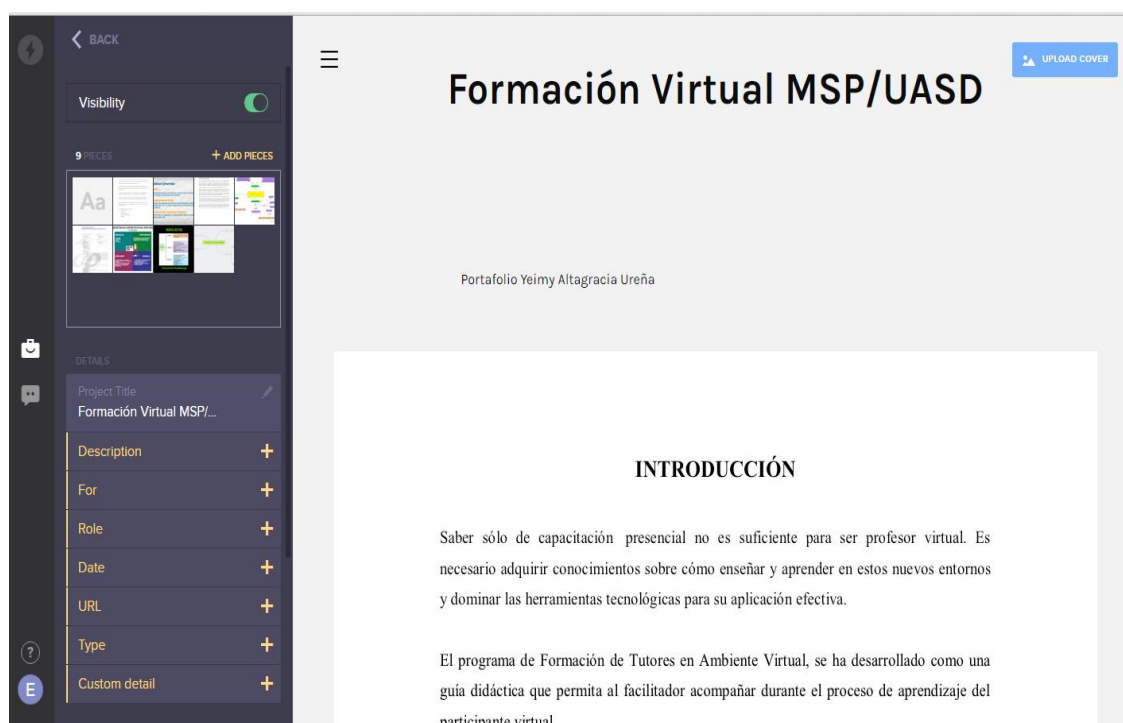 BACK
Visibility
9 PIECES
+ ADD PIECES
Aa
DETAILS
Project Title
Formación Virtual MSP/...
Description +
For +
Role +
Date +
URL +
Type +
Custom detail +
?
E
UPLOAD COVER
Formación Virtual MSP/UASD
Portafolio Yeimy Altagracia Ureña
INTRODUCCIÓN
Saber sólo de capacitación presencial no es suficiente para ser profesor virtual. Es
necesario adquirir conocimientos sobre cómo enseñar y aprender en estos nuevos entornos
y dominar las herramientas tecnológicas para su aplicación efectiva.
El programa de Formación de Tutores en Ambiente Virtual, se ha desarrollado como una
guía didáctica que permita al facilitador acompañar durante el proceso de aprendizaje del
participante virtual.